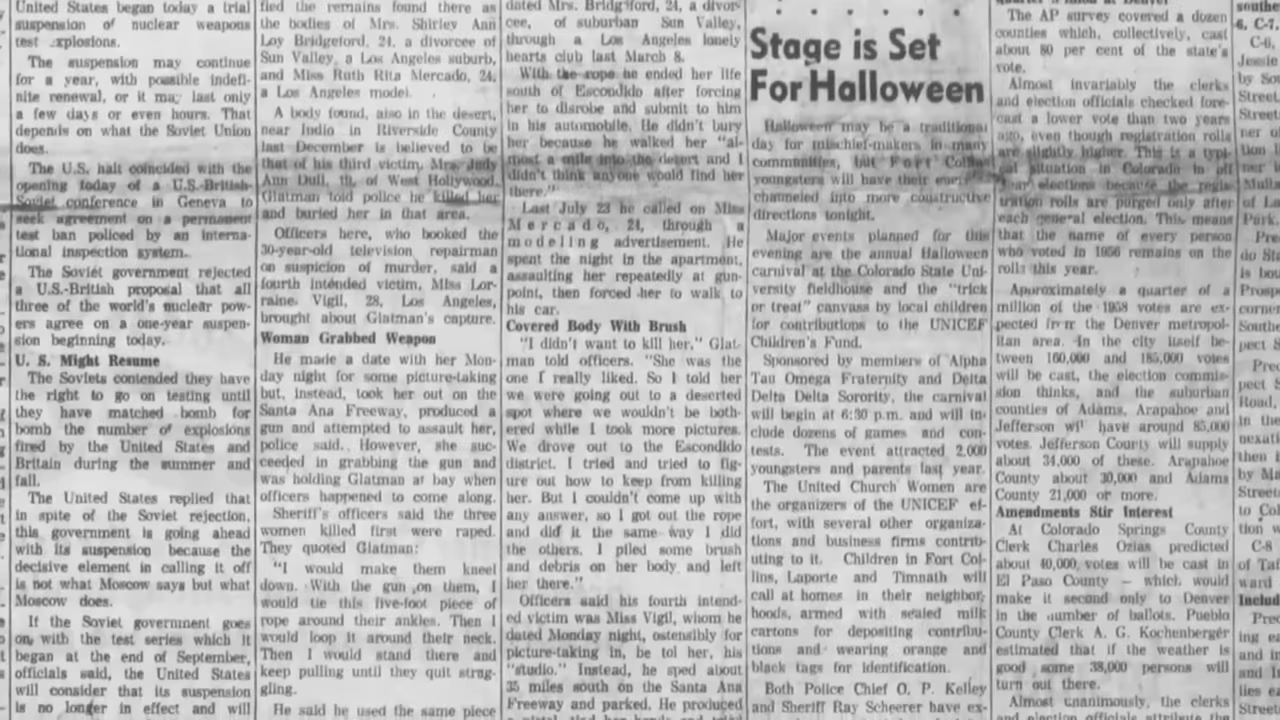 United States began today a trial
suspension of nuclear weapons
test explosions.
The suspension may continue
for a year, with possible indefi-
nite renewal, or it may last only
a few days or even hours. That
depends on what the Soviet Union
does.
The U.S. halt coincided with the
opening today of a U.S.-British-
Soviet conference in Geneva to
seek agreement on a permanent
test ban policed by an interna-
tional inspection system.
The Soviet government rejected
a U.S.-British proposal that all
three of the world's nuclear pow-
ers agree on a one-year suspen-
sion beginning today.
U. S. Might Resume
The Soviets contended they have
the right to go on testing until
they have matched bomb for
bomb the number of explosions
fired by the United States and
Britain during the summer and
fall.
The United States replied that
in spite of the Soviet rejection,
this government is going ahead
with its suspension because the
decisive element in calling it off
is not what Moscow says but what
Moscow does.
If the Soviet government goes
on with the test series which it
began at the end of September,
officials said, the United States
will consider that its suspension
is no longer in effect and will
fied the remains found there as
the bodies of Mrs. Shirley Ann
Loy Bridgeford, 24, a divorcee of
Sun Valley, a Los Angeles suburb,
and Miss Ruth Rita Mercado, 24,
a Los Angeles model.
A body found, also in the desert,
near Indio in Riverside County
last December is believed to be
that of his third victim, Mrs. Judy
Ann Dull, 19, of West Hollywood.
Glatman told police he killed her
and buried her in that area.
Officers here, who booked the
30-year-old television repairman
on suspicion of murder, said a
fourth intended victim, Miss Lor-
raine Vigil, 28, Los Angeles,
brought about Glatman's capture.
Woman Grabbed Weapon
He made a date with her Mon-
day night for some picture-taking
but, instead, took her out on the
Santa Ana Freeway, produced a
gun and attempted to assault her,
police said. However, she suc-
ceeded in grabbing the gun and
was holding Glatman at bay when
officers happened to come along.
Sheriff's officers said the three
women killed first were raped.
They quoted Glatman:
"I would make them kneel
down. With the gun on them, I
would tie this five-foot piece of
rope around their ankles. Then I
would loop it around their neck.
Then I would stand there and
keep pulling until they quit strug-
gling.
He said he used the same piece
dated Mrs. Bridgford, 24, a divor-
cee, of suburban Sun Valley,
through a Los Angeles lonely
hearts club last March 8.
With the rope he ended her life
south of Escondido after forcing
her to disrobe and submit to him
in his automobile. He didn't bury
her because he walked her "al-
most a mile into the desert and I
didn't think anyone would find her
there."
Last July 23 he called on Miss
Mercado, 24, through a
modeling advertisement. He
spent the night in the apartment,
assaulting her repeatedly at gun-
point, then forced her to walk to
his car.
Covered Body With Brush
"I didn't want to kill her," Glat-
man told officers. "She was the
one I really liked. So I told her
we were going out to a deserted
spot where we wouldn't be both-
ered while I took more pictures.
We drove out to the Escondido
district. I tried and tried to fig-
ure out how to keep from killing
her. But I couldn't come up with
any answer, so I got out the rope
and did it the same way I did
the others. I piled some brush
and debris on her body and left
her there."
Officers said his fourth intend-
ed victim was Miss Vigil, whom he
dated Monday night, ostensibly for
picture-taking in, be tol her, his
"studio." Instead, he sped about
35 miles south on the Santa Ana
Freeway and parked. He produced
Stage is Set
For Halloween
Halloween may be a traditional
day for mischief-makers in many
communities, but Fort Collins
youngsters will have their
channeled into more constructive
directions tonight.
Major events planned for this
evening are the annual Halloween
carnival at the Colorado State Uni-
versity fieldhouse and the "trick
or treat" canvass by local children
for contributions to the UNICEF
Children's Fund.
Sponsored by members of Alpha
Tau Omega Fraternity and Delta
Delta Delta Sorority, the carnival
will begin at 6:30 p.m. and will in-
clude dozens of games and con-
tests. The event attracted 2,000
youngsters and parents last year.
The United Church Women are
the organizers of the UNICEF ef-
fort, with several other organiza-
tions and business firms contrib-
uting to it. Children in Fort Col-
lins, Laporte and Timnath will
call at homes in their neighbor-
hoods, armed with sealed milk
cartons for depositing contribu-
tions and wearing orange and
black tags for identification.
Both Police Chief O. P. Kelley
and Sheriff Ray Scheerer have ex-
The AP survey covered a dozen
counties which, collectively, cast
about 80 per cent of the state's
vote.
Almost invariably the clerks
and election officials checked fore-
cast a lower vote than two years
ago, even though registration rolls
are slightly higher. This is a typi-
cal situation in Colorado in off
year elections because the regis-
tration rolls are purged only after
each general election. This means
that the name of every person
who voted in 1956 remains on the
rolls this year.
Aporoximately a quarter of a
million of the 1958 votes are ex-
pected from the Denver metropol-
itan area. In the city itself be-
tween 160,000 and 185,000 votes
will be cast, the election commis-
sion thinks, and the suburban
counties of Adams, Arapahoe and
Jefferson will have around 85,000
votes. Jefferson County will supply
about 34,000 of these. Arapahoe
County about 30,000 and Adams
County 21,000 or more.
Amendments Stir Interest
At Colorado Springs County
Clerk Charles Ozias predicted
about 40,000 votes will be cast in
El Paso County — which would
make it second only to Denver
in the number of ballots. Pueblo
County Clerk A. G. Kochenberger
estimated that if the weather is
good some 38,000 persons will
turn out there.
Almost unanimously, the clerks
6, C-7
C-6,
Jessie
by So
Street
Street